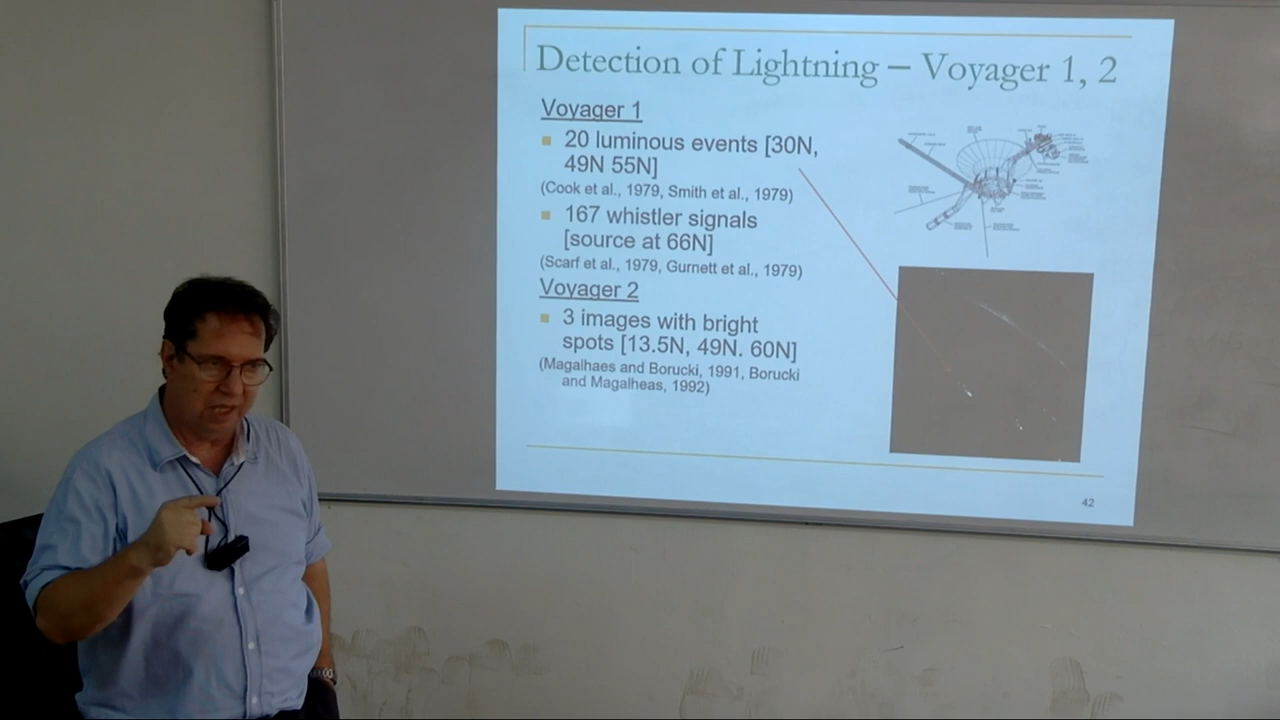 Detection of Lightning – Voyager 1, 2
Voyager 1
20 luminous events [30N,
49N 55N]
(Cook et al., 1979, Smith et al., 1979)
167 whistler signals
[source at 66N]
(Scarf et al., 1979, Gurnett et al., 1979)
Voyager 2
3 images with bright
spots [13.5N, 49N. 60N]
(Magalhaes and Borucki, 1991, Borucki
and Magalheas, 1992)
42